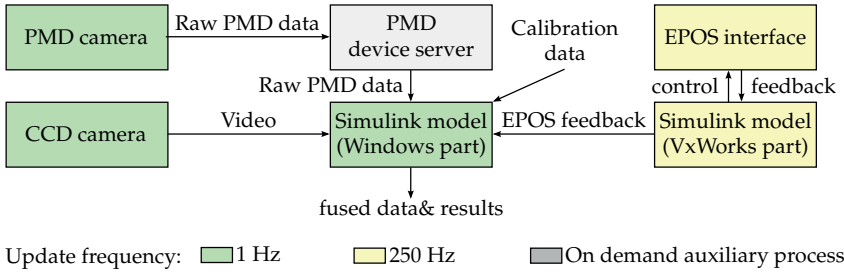 PMD camera
Raw PMD data
PMD
device server
Calibration
data
EPOS interface
Raw PMD data
control
feedback
CCD camera
Video
Simulink model
(Windows part)
EPOS feedback
Simulink model
(VxWorks part)
fused data& results
Update frequency:
1 Hz
250 Hz
On demand auxiliary process